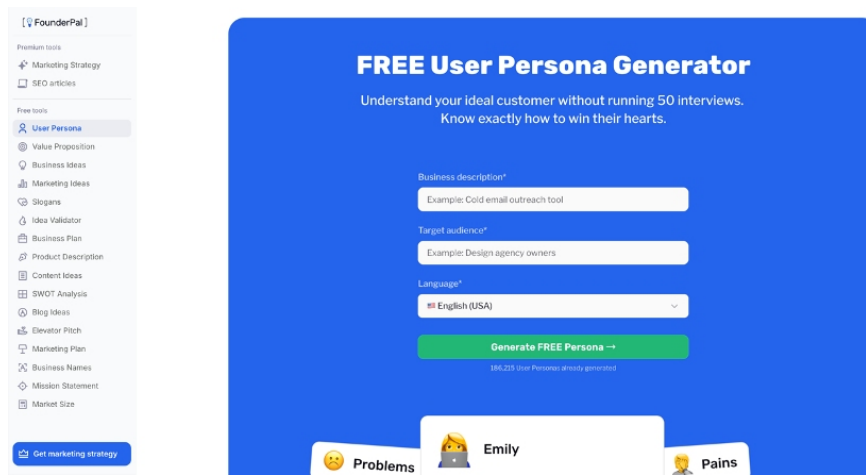 [ FounderPal ]
Premium tools
Marketing Strategy
SEO articles
Free tools
User Persona
Value Proposition
Business Ideas
Marketing Ideas
Slogans
Idea Validator
Business Plan
Product Description
Content Ideas
SWOT Analysis
Blog Ideas
Elevator Pitch
Marketing Plan
Business Names
Mission Statement
Market Size
Get marketing strategy
FREE User Persona Generator
Understand your ideal customer without running 50 interviews.
Know exactly how to win their hearts.
Business description*
Example: Cold email outreach tool
Target audience*
Example: Design agency owners
Language*
English (USA)
Generate FREE Persona →
186,215 User Personas already generated
Problems
Emily
Pains